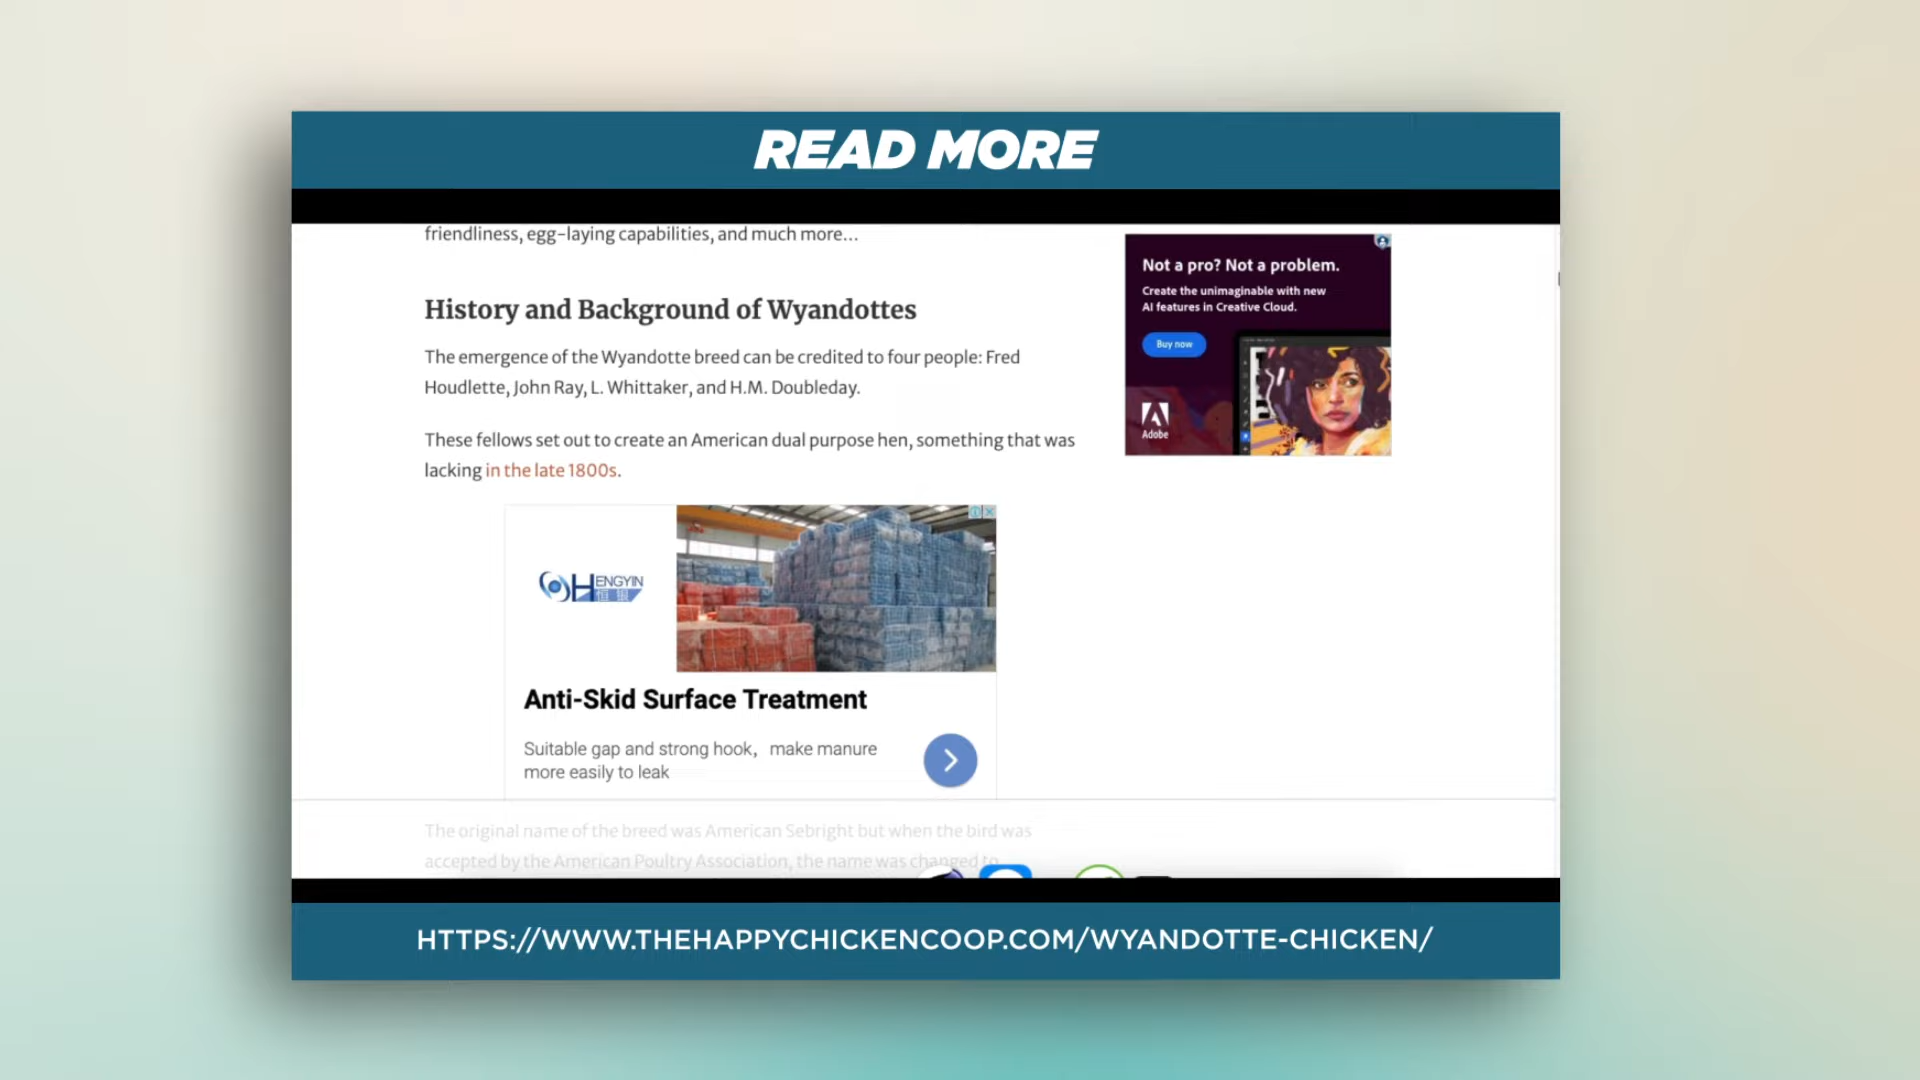 READ MORE
friendliness, egg-laying capabilities, and much more...
History and Background of Wyandottes
The emergence of the Wyandotte breed can be credited to four people: Fred
Houdlette, John Ray, L. Whittaker, and H.M. Doubleday.
These fellows set out to create an American dual purpose hen, something that was
lacking in the late 1800s.
Not a pro? Not a problem.
Create the unimaginable with new
AI features in Creative Cloud.
Buy now
Adobe
HENGYIN
恒银
Anti-Skid Surface Treatment
Suitable gap and strong hook，make manure
more easily to leak
The original name of the breed was American Sebright but when the bird was
accepted by the American Poultry Association, the name was changed to
HTTPS://WWW.THEHAPPYCHICKENCOOP.COM/WYANDOTTE-CHICKEN/